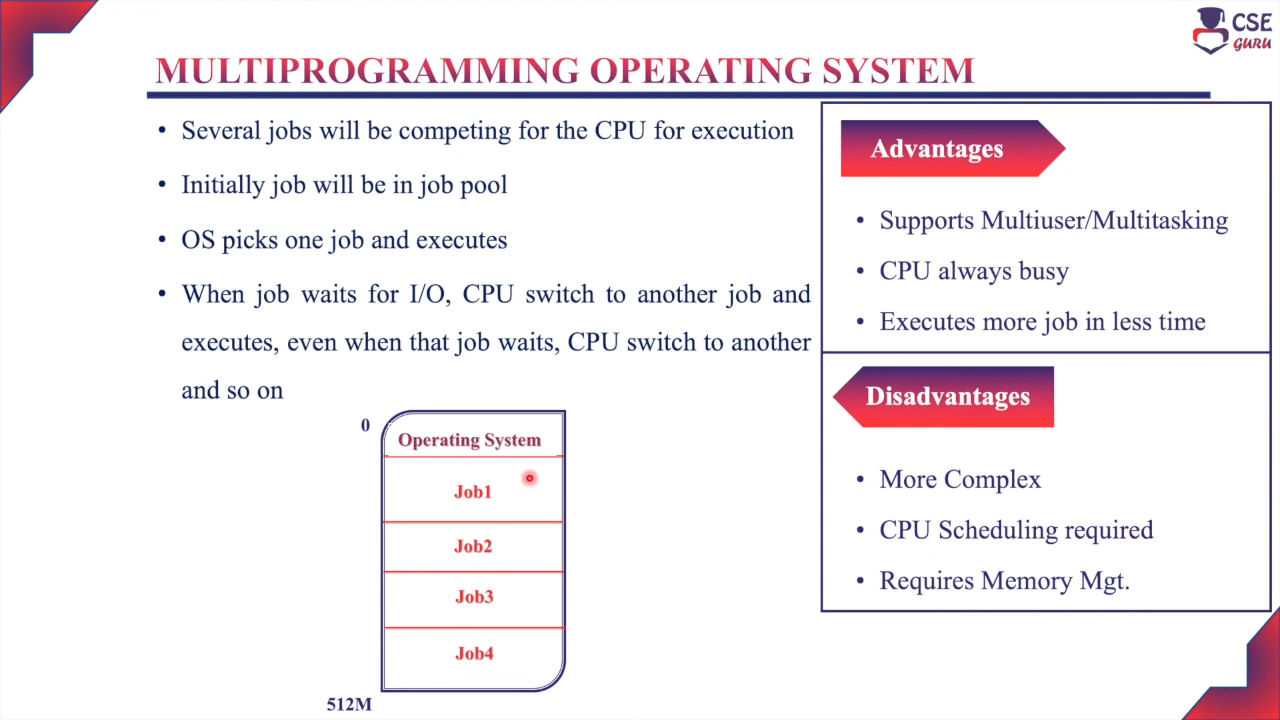 CSE
GURU
MULTIPROGRAMMING OPERATING SYSTEM
• Several jobs will be competing for the CPU for execution
• Initially job will be in job pool
• OS picks one job and executes
• When job waits for I/O, CPU switch to another job and
executes, even when that job waits, CPU switch to another
and so on
0
Operating System
Job1
Job2
Job3
Job4
512M
Advantages
• Supports Multiuser/Multitasking
• CPU always busy
• Executes more job in less time
Disadvantages
• More Complex
• CPU Scheduling required
• Requires Memory Mgt.